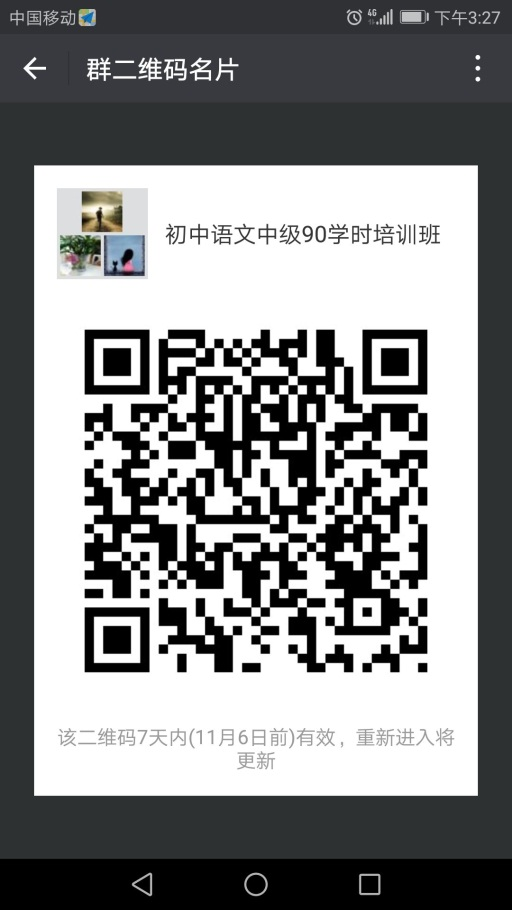 中国移动 4G 下午3:27
群二维码名片
初中语文中级90学时培训班
该二维码7天内(11月6日前)有效，重新进入将
更新